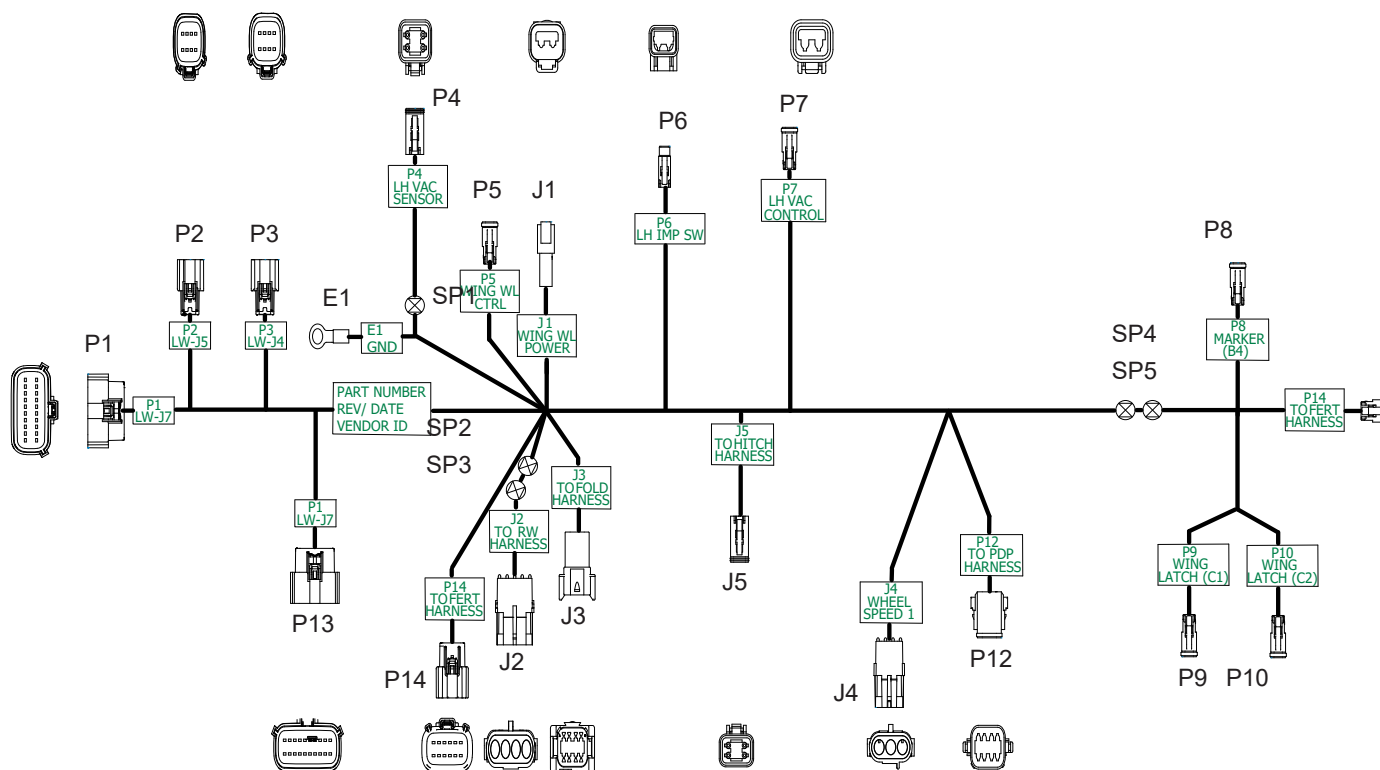 P4
P7
P6
P4
LH VAC
SENSOR
P5
J1
P7
LH VAC
CONTROL
P2
P3
P6
LH IMP SW
P8
E1
SP1
P5
WING WL
CTRL
P2
LW-J5
P3
LW-J4
E1
GND
J1
WING WL
POWER
SP4
SP5
P8
MARKER
(B4)
P1
P1
LW-J7
PART NUMBER
REV/ DATE
VENDOR ID
SP2
SP3
J5
TO HITCH
HARNESS
P14
TO FERT
HARNESS
J3
TO FOLD
HARNESS
P1
LW-J7
J2
TO RW
HARNESS
P12
TO PDP
HARNESS
P9
WING
LATCH (C1)
P10
WING
LATCH (C2)
P14
TO FERT
HARNESS
J4
WHEEL
SPEED 1
J5
P13
J3
J2
P12
P14
J4
P9
P10